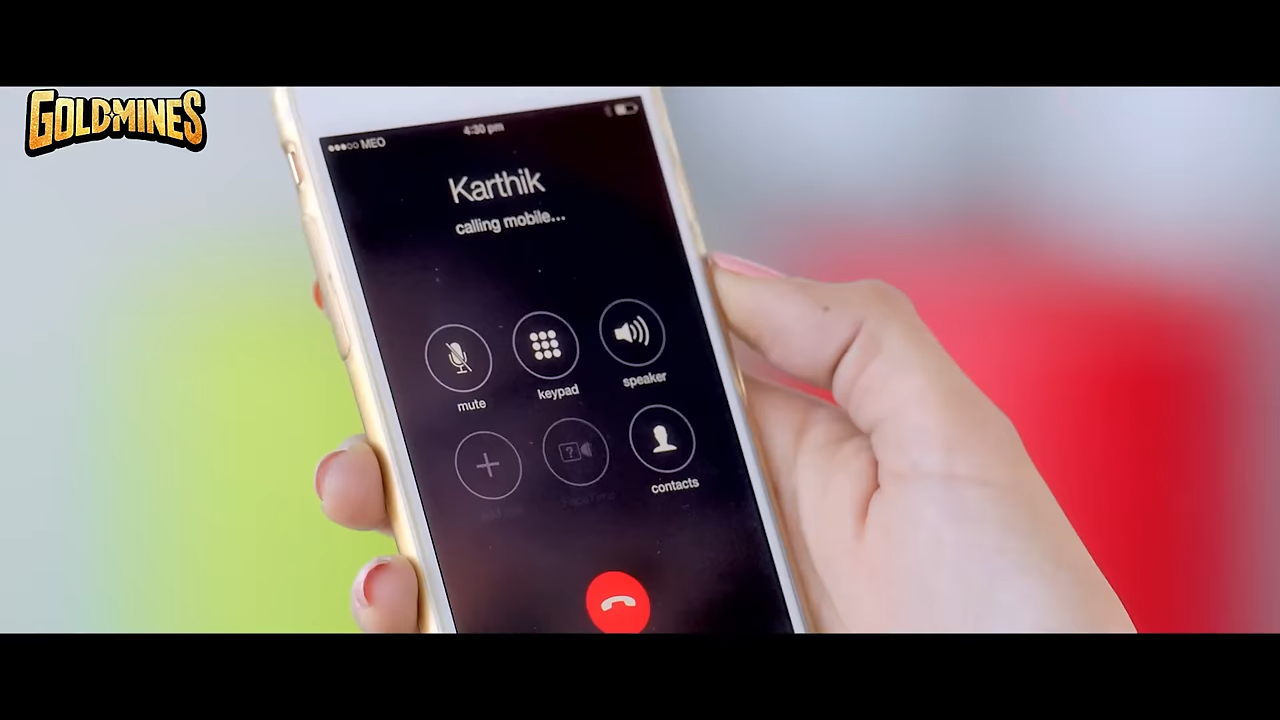 GOLDMINES
●●●○○ MEO
4:30 pm
Karthik
calling mobile...
mute
keypad
speaker
contacts